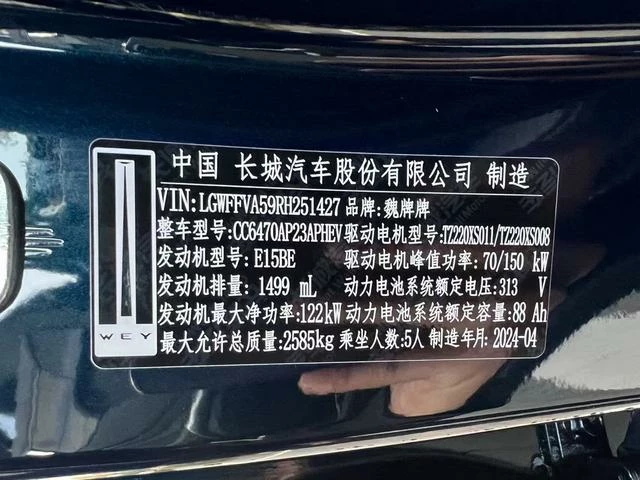 中国 长城汽车股份有限公司 制造
VIN:LGWFFVA59RH251427 品牌:魏牌牌
整车型号:CC6470AP23APHEV 驱动电机型号:TZ220XS011/TZ220XS008
发动机型号: E15BE 驱动电机峰值功率: 70/150 kW
发动机排量: 1499 mL 动力电池系统额定电压: 313 V
发动机最大净功率:122kW 动力电池系统额定容量:88 Ah
最大允许总质量:2585kg 乘坐人数:5人 制造年月:2024-04
WEY